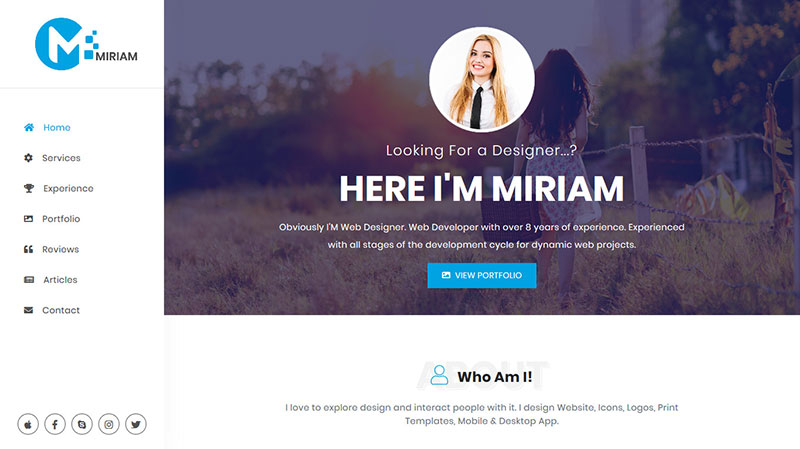 MIRIAM
Home
Services
Experience
Portfolio
Reviews
Articles
Contact
Looking For a Designer...?
HERE I'M MIRIAM
Obviously I'M Web Designer. Web Developer with over 8 years of experience. Experienced
with all stages of the development cycle for dynamic web projects.
VIEW PORTFOLIO
ABOUT
Who Am I!
I love to explore design and interact people with it. I design Website, Icons, Logos, Print
Templates, Mobile & Desktop App.